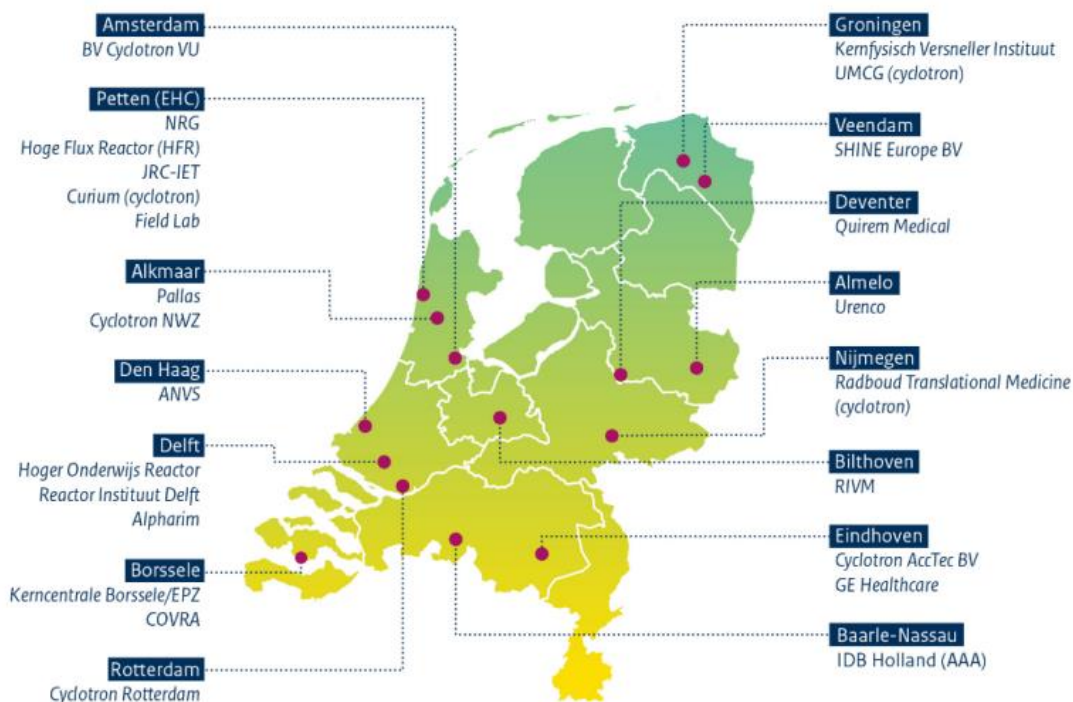 Amsterdam
BV Cyclotron VU
Petten (EHC)
NRG
Hoge Flux Reactor (HFR)
JRC-IET
Curium (cyclotron)
Field Lab
Alkmaar
Pallas
Cyclotron NWZ
Den Haag
ANVS
Delft
Hoger Onderwijs Reactor
Reactor Instituut Delft
Alpharim
Borssele
Kerncentrale Borssele/EPZ
COVRA
Rotterdam
Cyclotron Rotterdam
Groningen
Kernfysisch Versneller Instituut
UMCG (cyclotron)
Veendam
SHINE Europe BV
Deventer
Quirem Medical
Almelo
Urenco
Nijmegen
Radboud Translational Medicine
(cyclotron)
Bilthoven
RIVM
Eindhoven
Cyclotron AccTec BV
GE Healthcare
Baarle-Nassau
IDB Holland (AAA)